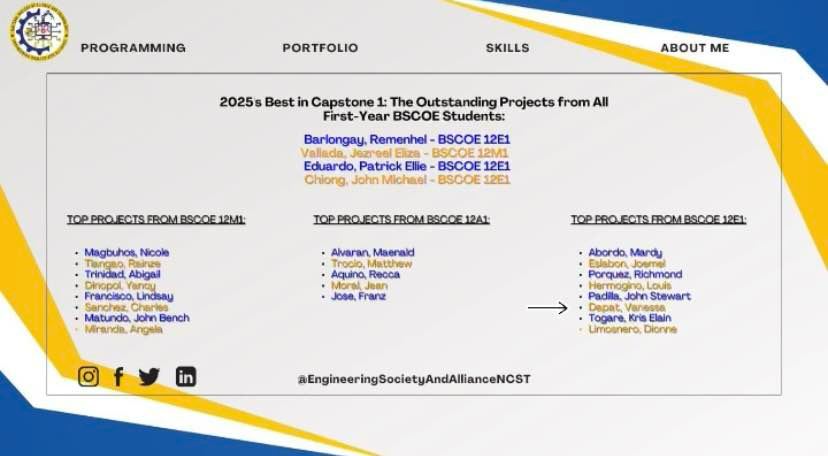 PROGRAMMING PORTFOLIO SKILLS ABOUT ME
2025s Best in Capstone 1: The Outstanding Projects from All
First-Year BSCOE Students:
Barlongay, Remenhel - BSCOE 12E1
Vallada, Jezreel Eliza - BSCOE 12M1
Eduardo, Patrick Ellie - BSCOE 12E1
Chiong, John Michael - BSCOE 12E1
TOP PROJECTS FROM BSCOE 12M1:
• Magbuhos, Nicole
• Tiangao, Rainze
• Trinidad, Abigail
• Dinopol, Yancy
• Francisco, Lindsay
• Sanchez, Charles
• Matundo, John Bench
• Miranda, Angela
TOP PROJECTS FROM BSCOE 12A1:
• Alvaran, Maenald
• Trocio, Matthew
• Aquino, Recca
• Moral, Jean
• Jose, Franz
TOP PROJECTS FROM BSCOE 12E1:
• Abordo, Mardy
• Eslabon, Joemel
• Porquez, Richmond
• Hermogino, Louis
• Padilla, John Stewart
• Dapat, Vanessa
• Togare, Kris Elain
• Limosnero, Dionne
@EngineeringSocietyAndAllianceNCST